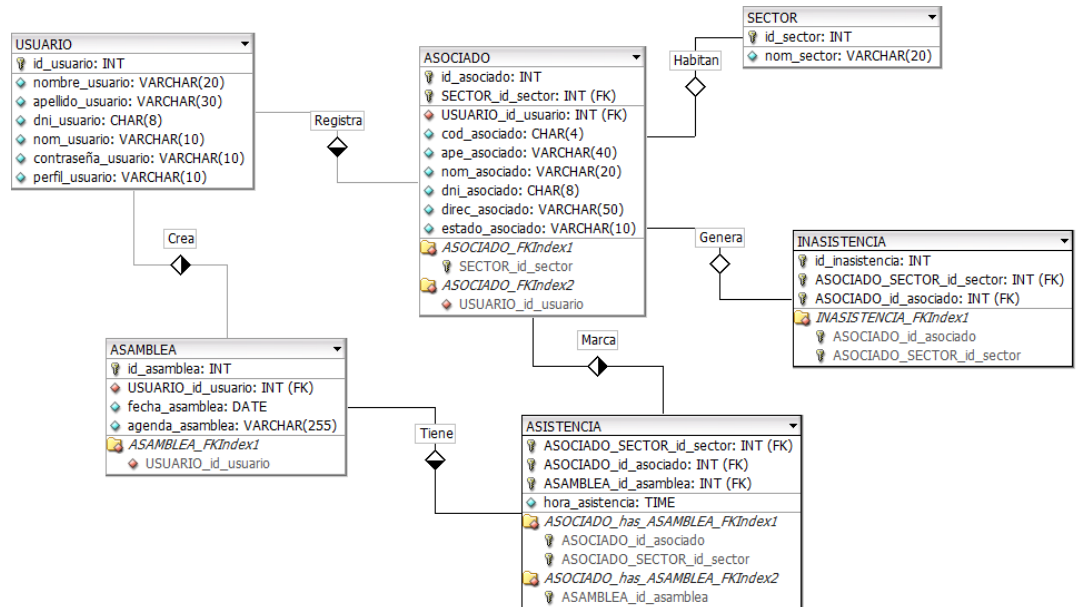 USUARIO
id_usuario: INT
nombre_usuario: VARCHAR(20)
apellido_usuario: VARCHAR(30)
dni_usuario: CHAR(8)
nom_usuario: VARCHAR(10)
contraseña_usuario: VARCHAR(10)
perfil_usuario: VARCHAR(10)
Registra
Crea
ASOCIADO
id_asociado: INT
SECTOR_id_sector: INT (FK)
USUARIO_id_usuario: INT (FK)
cod_asociado: CHAR(4)
ape_asociado: VARCHAR(40)
nom_asociado: VARCHAR(20)
dni_asociado: CHAR(8)
direc_asociado: VARCHAR(50)
estado_asociado: VARCHAR(10)
ASOCIADO_FKIndex1
SECTOR_id_sector
ASOCIADO_FKIndex2
USUARIO_id_usuario
Habitan
SECTOR
id_sector: INT
nom_sector: VARCHAR(20)
Genera
INASISTENCIA
id_inasistencia: INT
ASOCIADO_SECTOR_id_sector: INT (FK)
ASOCIADO_id_asociado: INT (FK)
INASISTENCIA_FKIndex1
ASOCIADO_id_asociado
ASOCIADO_SECTOR_id_sector
Marca
ASAMBLEA
id_asamblea: INT
USUARIO_id_usuario: INT (FK)
fecha_asamblea: DATE
agenda_asamblea: VARCHAR(255)
ASAMBLEA_FKIndex1
USUARIO_id_usuario
Tiene
ASISTENCIA
ASOCIADO_SECTOR_id_sector: INT (FK)
ASOCIADO_id_asociado: INT (FK)
ASAMBLEA_id_asamblea: INT (FK)
hora_asistencia: TIME
ASOCIADO_has_ASAMBLEA_FKIndex1
ASOCIADO_id_asociado
ASOCIADO_SECTOR_id_sector
ASOCIADO_has_ASAMBLEA_FKIndex2
ASAMBLEA_id_asamblea